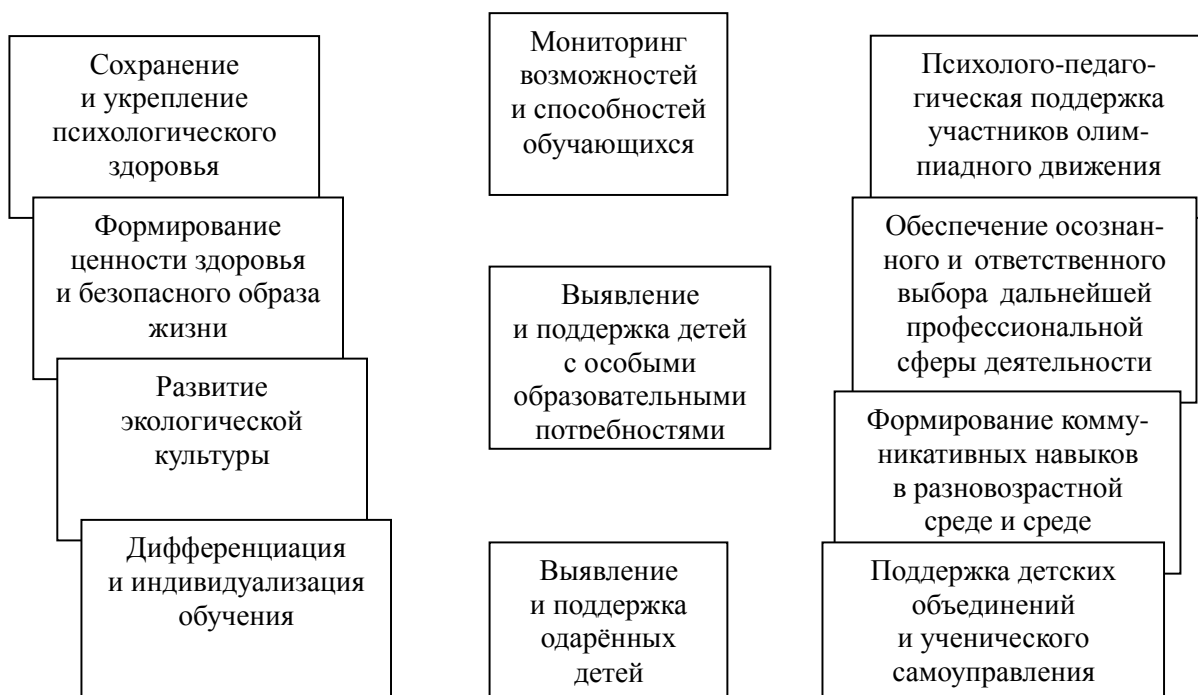 Сохранение
и укрепление
психологического
здоровья
Формирование
ценности здоровья
и безопасного образа
жизни
Развитие
экологической
культуры
Дифференциация
и индивидуализация
обучения
Мониторинг
возможностей
и способностей
обучающихся
Выявление
и поддержка детей
с особыми
образовательными
потребностями
Выявление
и поддержка
одарённых
детей
Психолого-педаго-
гическая поддержка
участников олим-
пиадного движения
Обеспечение осознан-
ного и ответственного
выбора дальнейшей
профессиональной
сферы деятельности
Формирование комму-
никативных навыков
в разновозрастной
среде и среде
Поддержка детских
объединений
и ученического
самоуправления